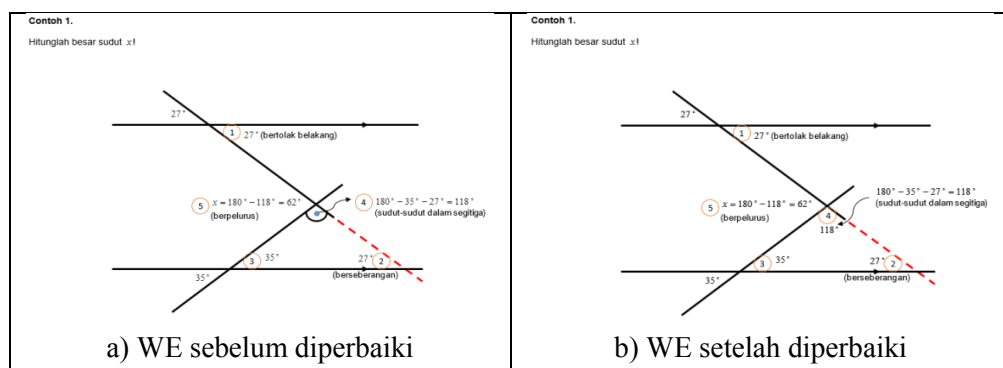 Contoh 1.
Hitunglah besar sudut x!
27°
1 27° (bertolak belakang)
5 x = 180° − 118° = 62°
(berpelurus)
4 180° − 35° − 27° = 118°
(sudut-sudut dalam segitiga)
3 35°
27° 2
(berseberangan)
35°
a) WE sebelum diperbaiki
Contoh 1.
Hitunglah besar sudut x!
27°
1 27° (bertolak belakang)
180° − 35° − 27° = 118°
(sudut-sudut dalam segitiga)
5 x = 180° − 118° = 62°
(berpelurus)
4
118°
3 35°
27° 2
(berseberangan)
35°
b) WE setelah diperbaiki